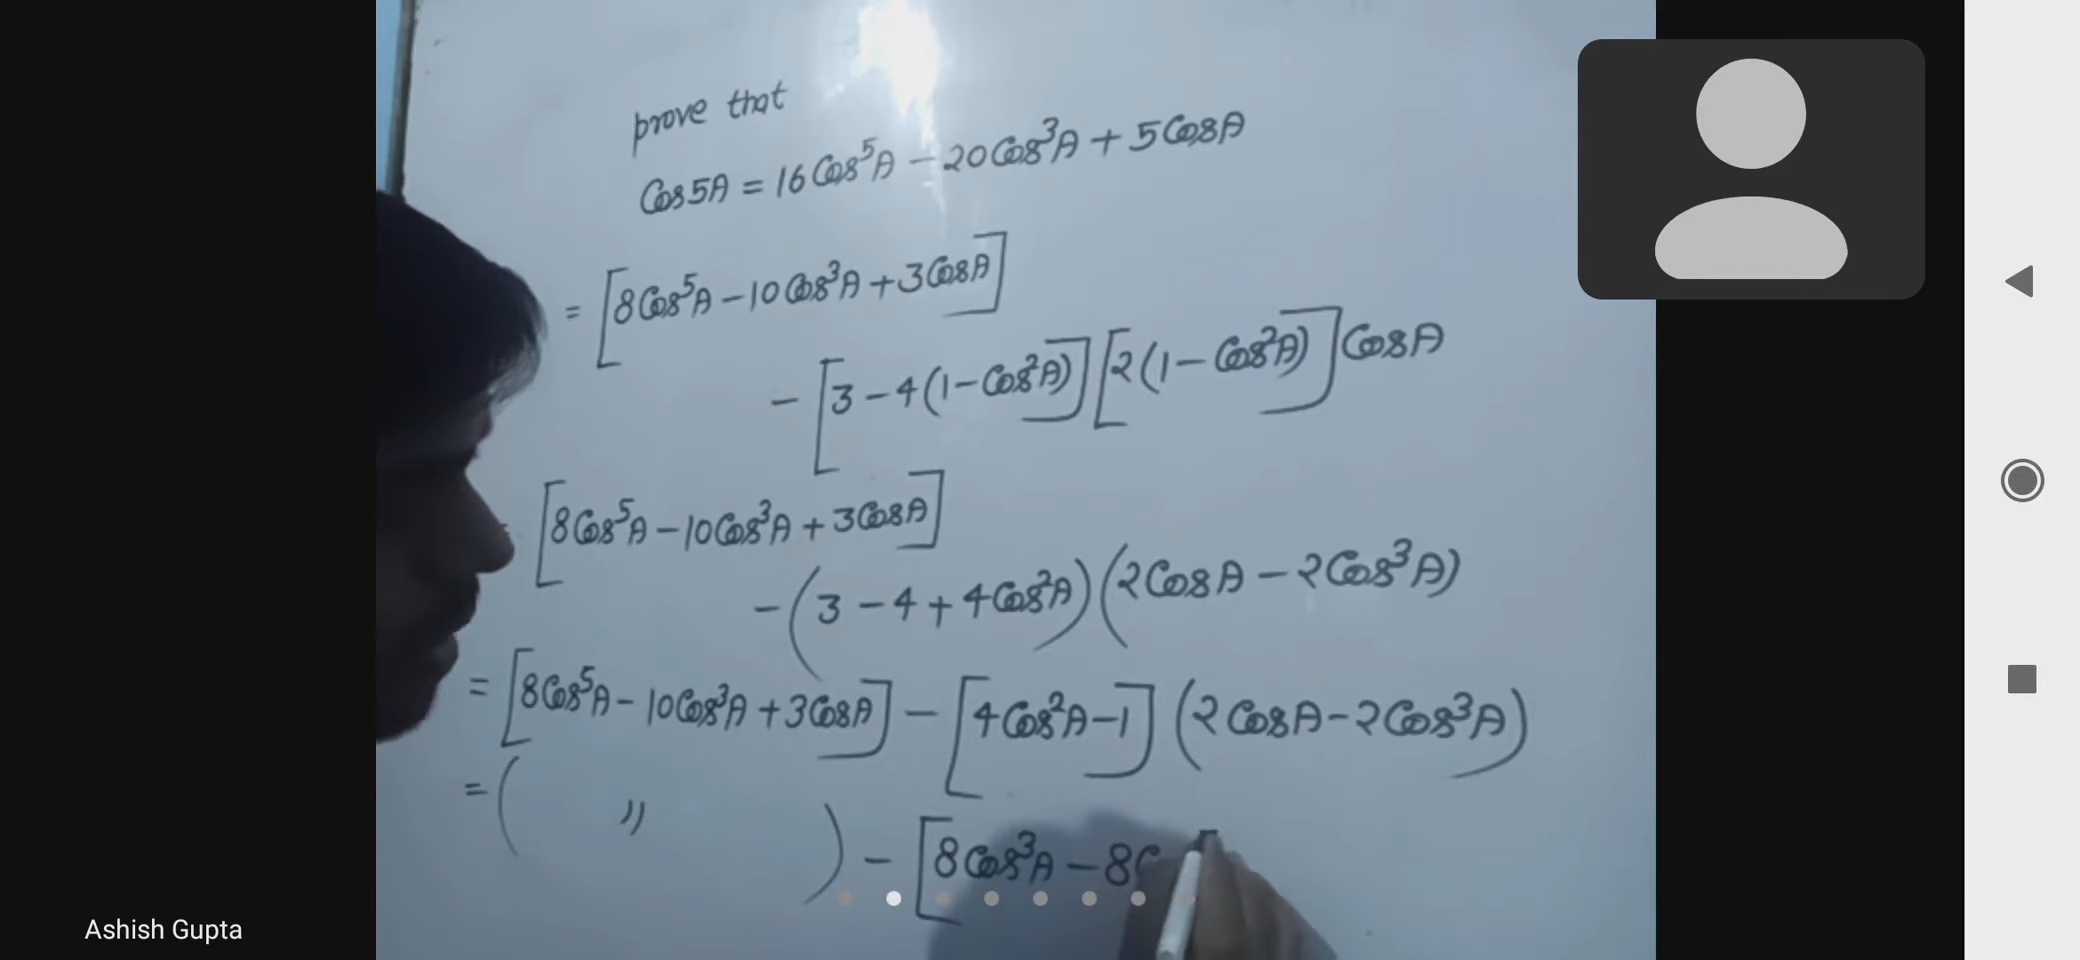 prove that
Cos5A = 16Cos⁵A - 20Cos³A + 5CosA
= [8Cos⁵A - 10Cos³A + 3CosA]
- [3 - 4(1 - Cos²A)] [2(1 - Cos²A)] CosA
[8Cos⁵A - 10Cos³A + 3CosA]
- (3 - 4 + 4Cos²A) (2CosA - 2Cos³A)
= [8Cos⁵A - 10Cos³A + 3CosA] - [4Cos²A - 1] (2CosA - 2Cos³A)
= (〃 ) - [8Cos³A - 8C
Ashish Gupta